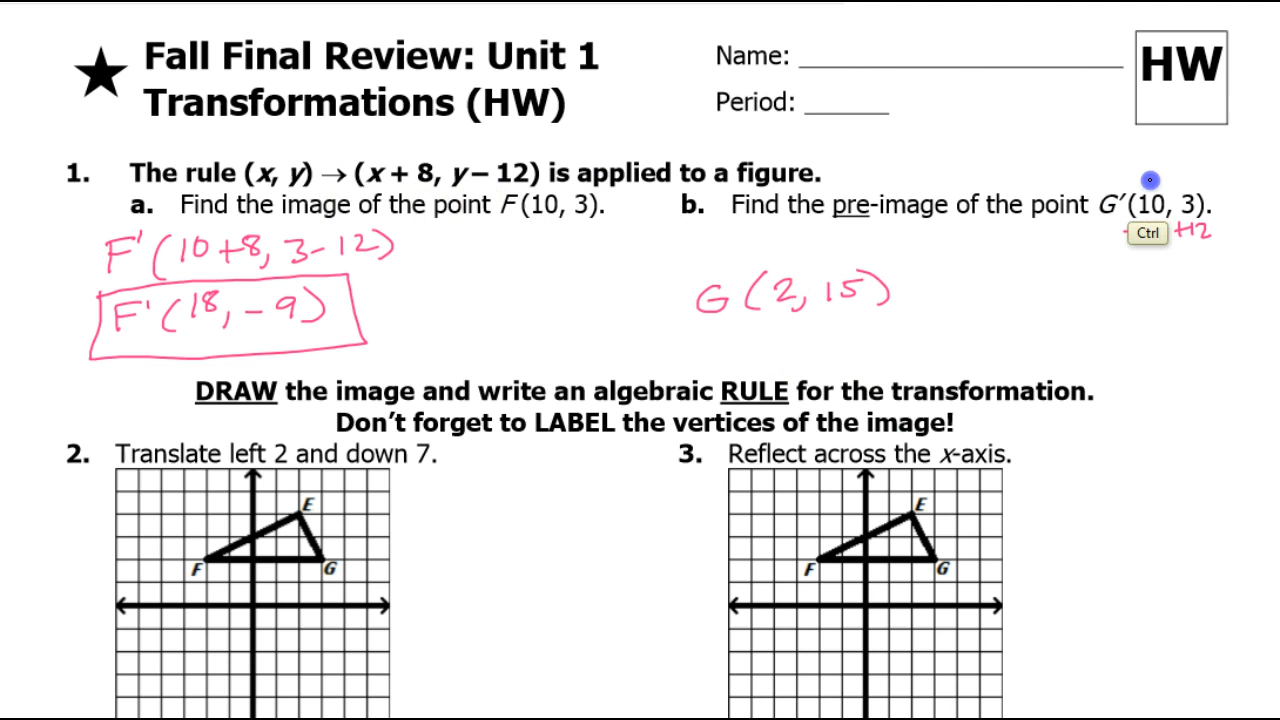 Fall Final Review: Unit 1
Transformations (HW)
Name:
Period:
HW
1. The rule (x, y) → (x + 8, y − 12) is applied to a figure.
a. Find the image of the point F(10, 3).
b. Find the pre-image of the point G′(10, 3).
Ctrl +12
F'(10+8, 3-12)
F'(18, -9)
G(2, 15)
DRAW the image and write an algebraic RULE for the transformation.
Don't forget to LABEL the vertices of the image!
2. Translate left 2 and down 7.
E
F
G
3. Reflect across the x-axis.
E
F
G